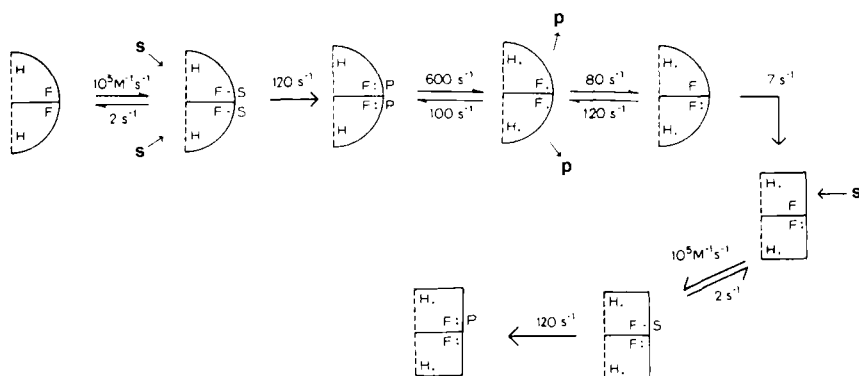 p
s
H H H H. H.
10⁵M⁻¹s⁻¹ 120 s⁻¹ 600 s⁻¹ 80 s⁻¹ 7 s⁻¹
F F - S F : P F. F
F F - S F : P F. F :
2 s⁻¹ 100 s⁻¹ 120 s⁻¹
H H H H. H.
s
p
H.
s
F
F :
10⁵M⁻¹s⁻¹
H.
2 s⁻¹
H. H.
120 s⁻¹
F : P F - S
F : F :
H. H.